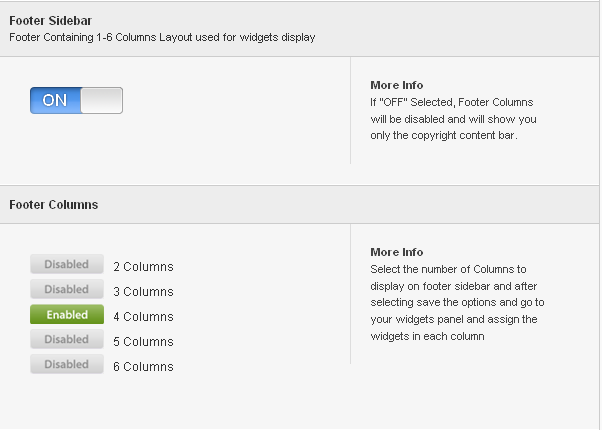 Footer Sidebar
Footer Containing 1-6 Columns Layout used for widgets display
ON
More Info
If "OFF" Selected, Footer Columns
will be disabled and will show you
only the copyright content bar.
Footer Columns
Disabled 2 Columns
Disabled 3 Columns
Enabled 4 Columns
Disabled 5 Columns
Disabled 6 Columns
More Info
Select the number of Columns to
display on footer sidebar and after
selecting save the options and go to
your widgets panel and assign the
widgets in each column